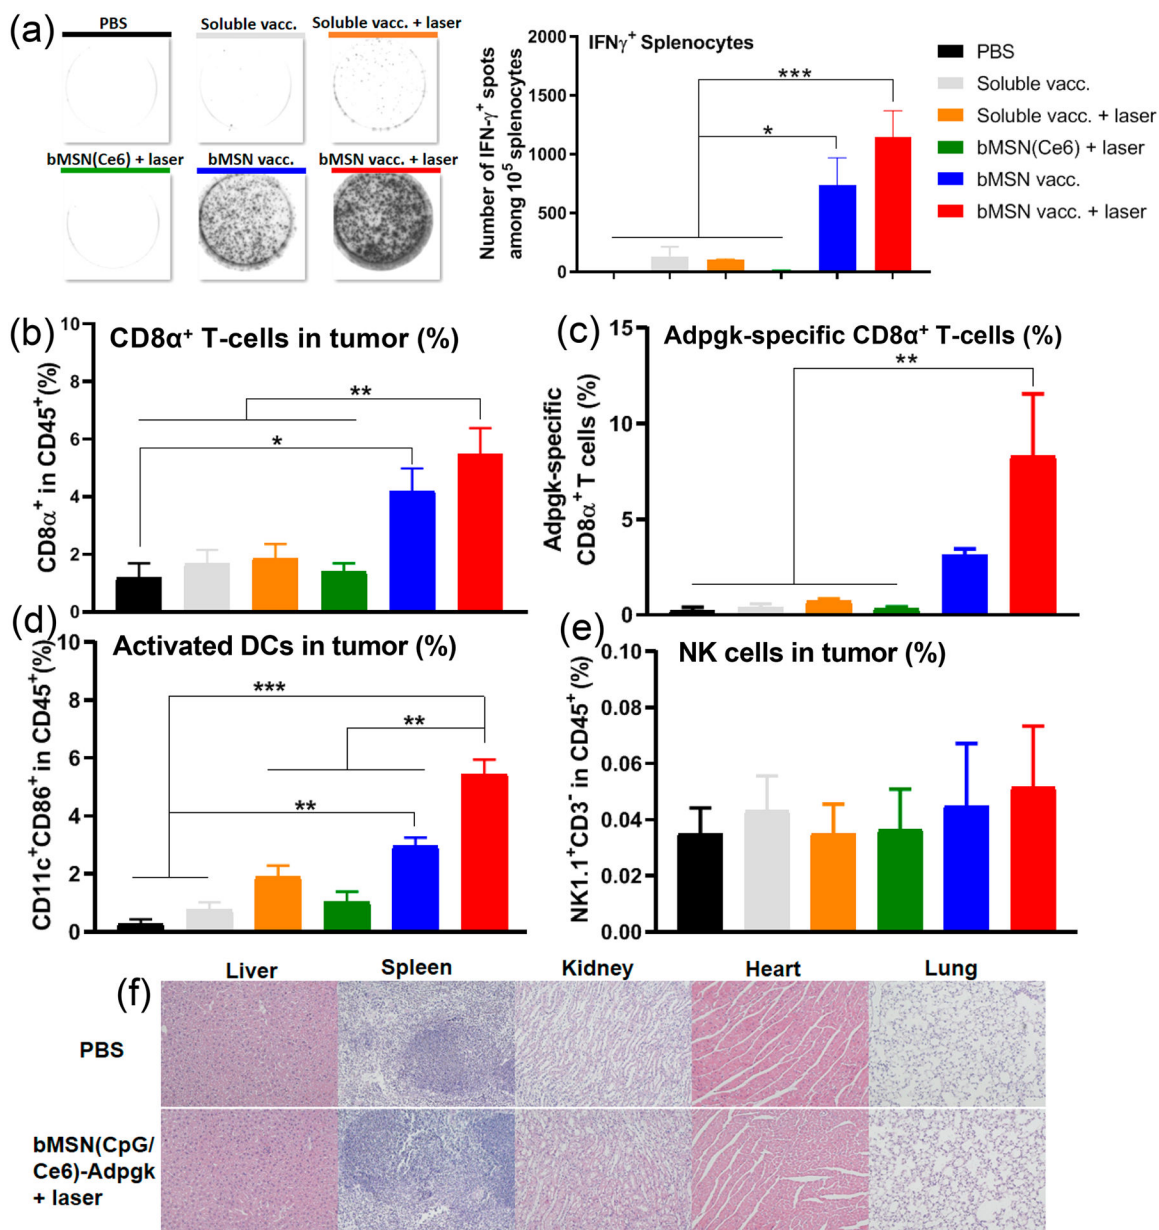 (a)
PBS
Soluble vacc.
Soluble vacc. + laser
bMSN(Ce6) + laser
bMSN vacc.
bMSN vacc. + laser
Number of IFN-γ⁺ spots
among 10⁵ splenocytes
IFNγ⁺ Splenocytes
2000
1500
1000
500
0
***
*
PBS
Soluble vacc.
Soluble vacc. + laser
bMSN(Ce6) + laser
bMSN vacc.
bMSN vacc. + laser
(b)
CD8α⁺ T-cells in tumor (%)
CD8α⁺ in CD45⁺(%)
10
8
6
4
2
0
**
*
(c)
Adpgk-specific CD8α⁺ T-cells (%)
Adpgk-specific
CD8α⁺ T cells (%)
15
10
5
0
**
(d)
Activated DCs in tumor (%)
CD11c⁺CD86⁺ in CD45⁺(%)
10
8
6
4
2
0
***
**
**
(e)
NK cells in tumor (%)
NK1.1⁺CD3⁻ in CD45⁺ (%)
0.10
0.08
0.06
0.04
0.02
0.00
(f)
Liver Spleen Kidney Heart Lung
PBS
bMSN(CpG/
Ce6)-Adpgk
+ laser